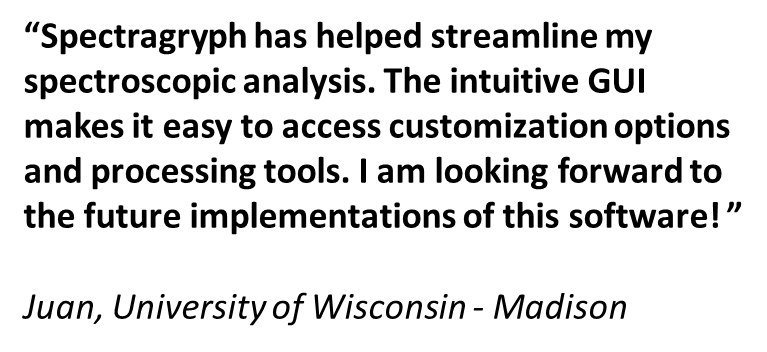 “Spectragryph has helped streamline my
spectroscopic analysis. The intuitive GUI
makes it easy to access customization options
and processing tools. I am looking forward to
the future implementations of this software!”
Juan, University of Wisconsin - Madison